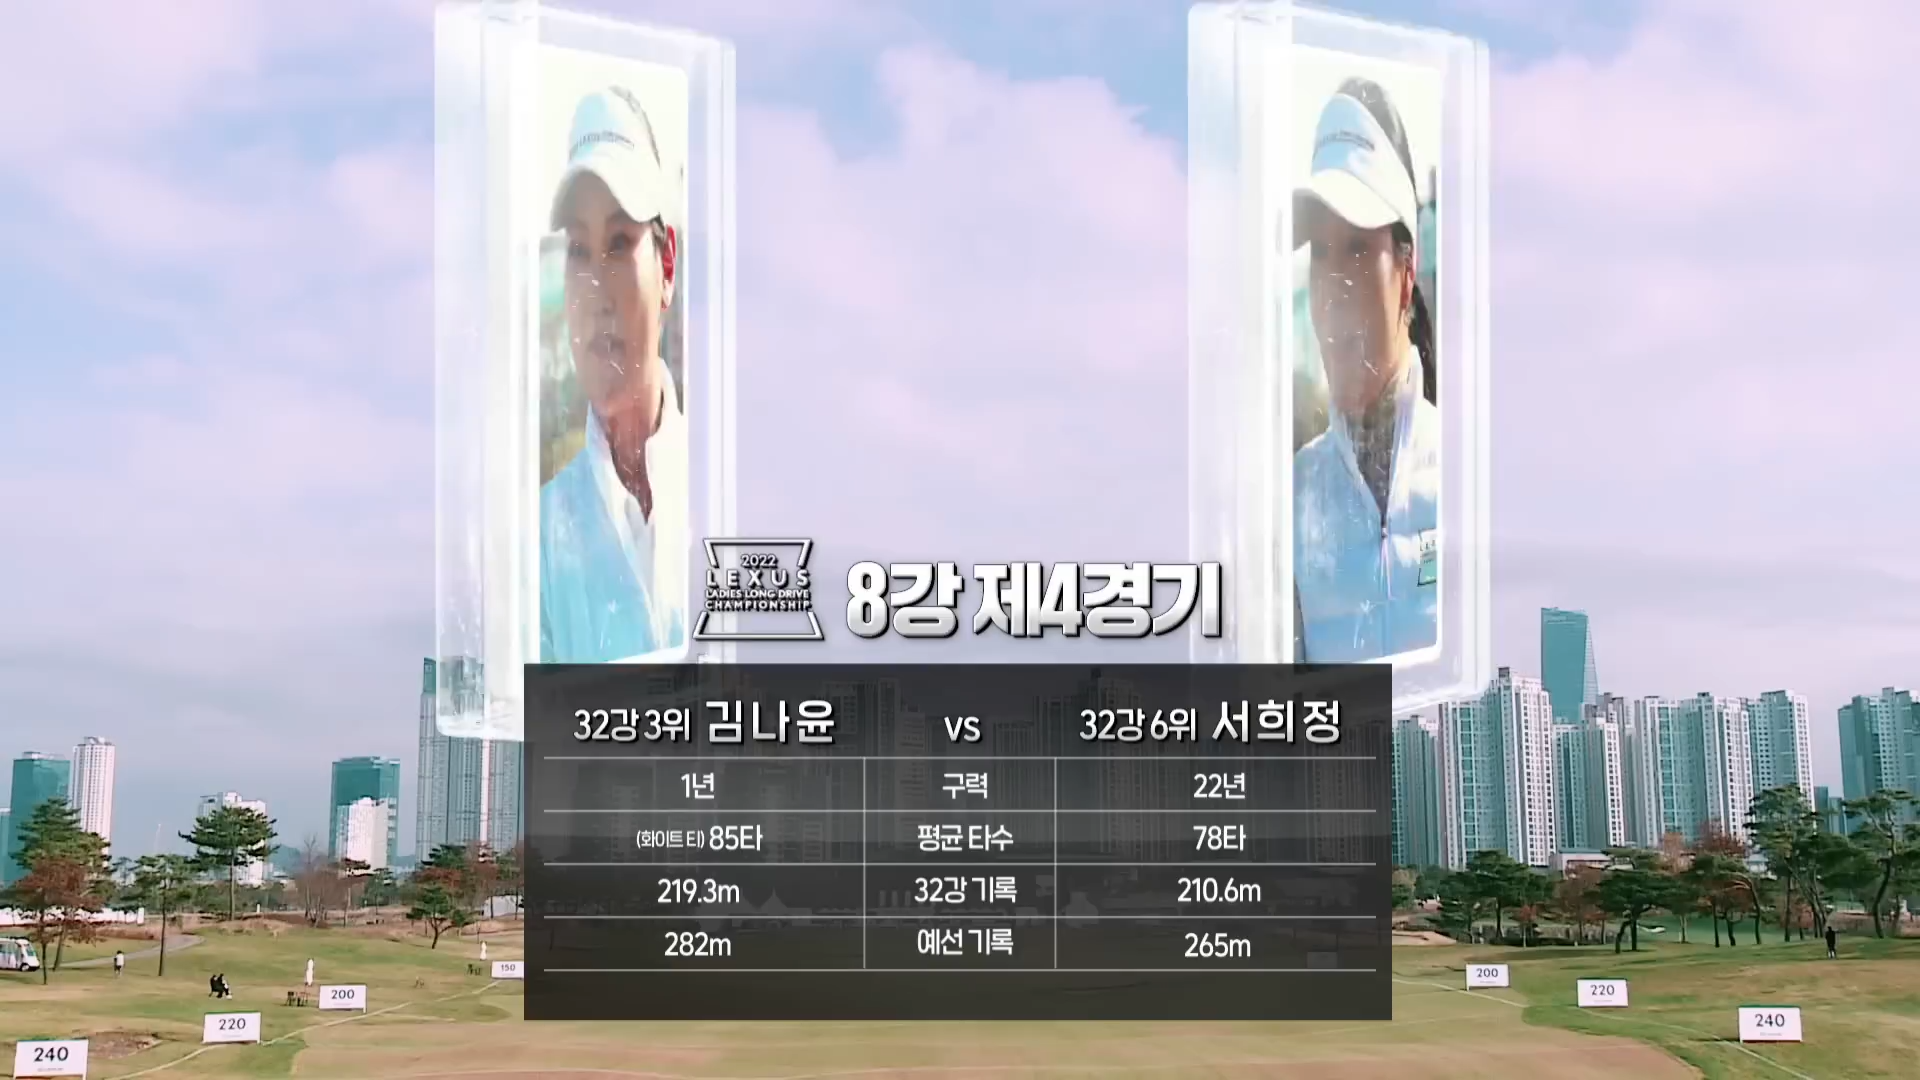 2022
LEXUS
LADIES LONG DRIVE
CHAMPIONSHIP
8강 제4경기
32강 3위 김나윤 vs 32강 6위 서희정
1년 구력 22년
(화이트 티) 85타 평균 타수 78타
219.3m 32강 기록 210.6m
282m 예선 기록 265m
150
200
220
240
200
220
240